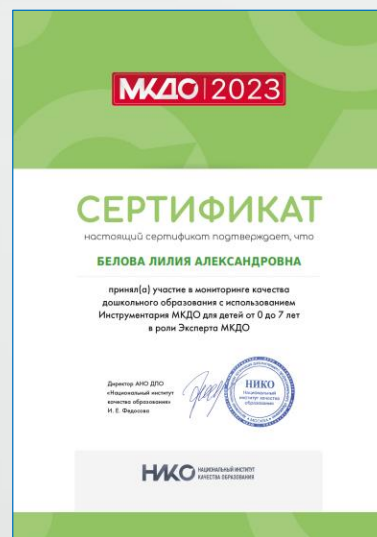 МКДО 2023
СЕРТИФИКАТ
настоящий сертификат подтверждает, что
БЕЛОВА ЛИЛИЯ АЛЕКСАНДРОВНА
принял(а) участие в мониторинге качества
дошкольного образования с использованием
Инструментария МКДО для детей от 0 до 7 лет
в роли Эксперта МКДО
Директор АНО ДПО
«Национальный институт
качества образования»
И. Е. Федосова
НИКО
Национальный
институт качества
образования
НИКО НАЦИОНАЛЬНЫЙ ИНСТИТУТ
КАЧЕСТВА ОБРАЗОВАНИЯ